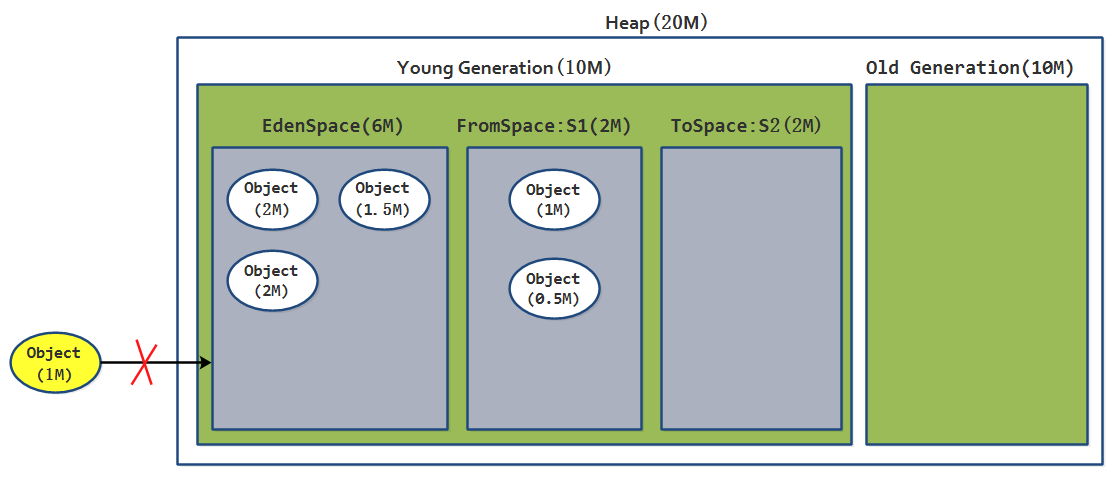 Heap(20M)
Young Generation(10M)
Old Generation(10M)
EdenSpace(6M)
FromSpace:S1(2M)
ToSpace:S2(2M)
Object
(2M)
Object
(1.5M)
Object
(1M)
Object
(2M)
Object
(0.5M)
Object
(1M)